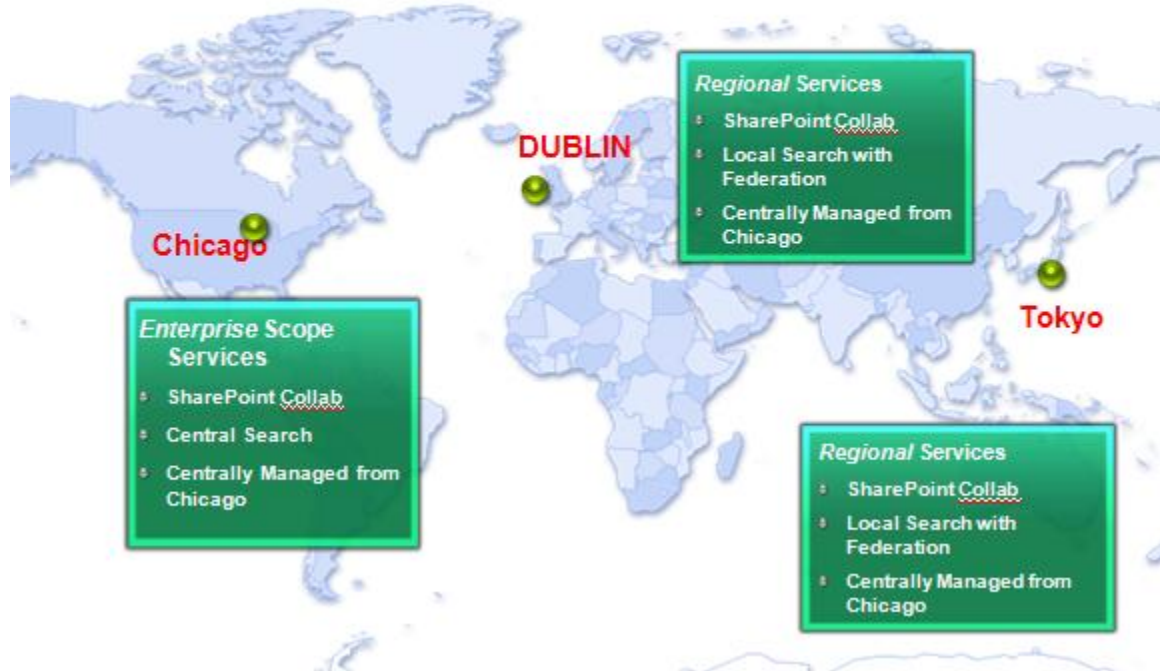 DUBLIN
Regional Services
SharePoint Collab
Local Search with
Federation
Centrally Managed from
Chicago
Chicago
Enterprise Scope
Services
SharePoint Collab
Central Search
Centrally Managed from
Chicago
Tokyo
Regional Services
SharePoint Collab
Local Search with
Federation
Centrally Managed from
Chicago